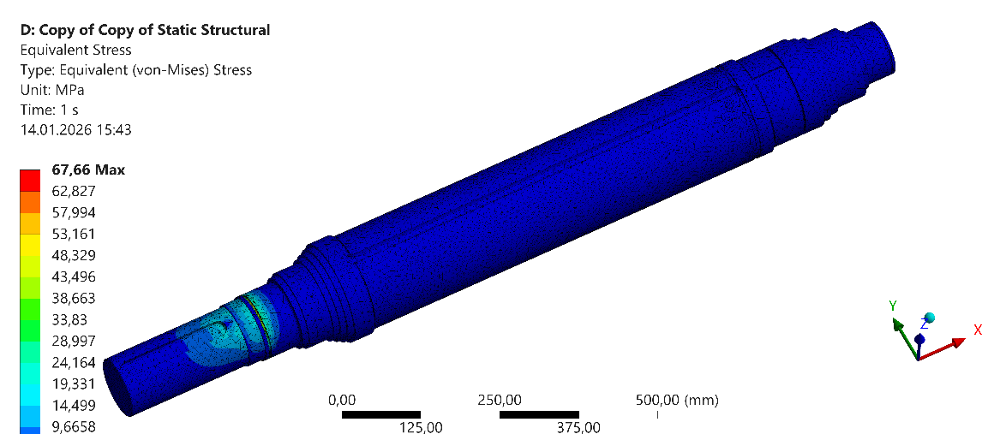 D: Copy of Copy of Static Structural
Equivalent Stress
Type: Equivalent (von-Mises) Stress
Unit: MPa
Time: 1 s
14.01.2026 15:43
67,66 Max
62,827
57,994
53,161
48,329
43,496
38,663
33,83
28,997
24,164
19,331
14,499
9,6658
0,00
250,00
500,00 (mm)
125,00
375,00
Y
Z
X